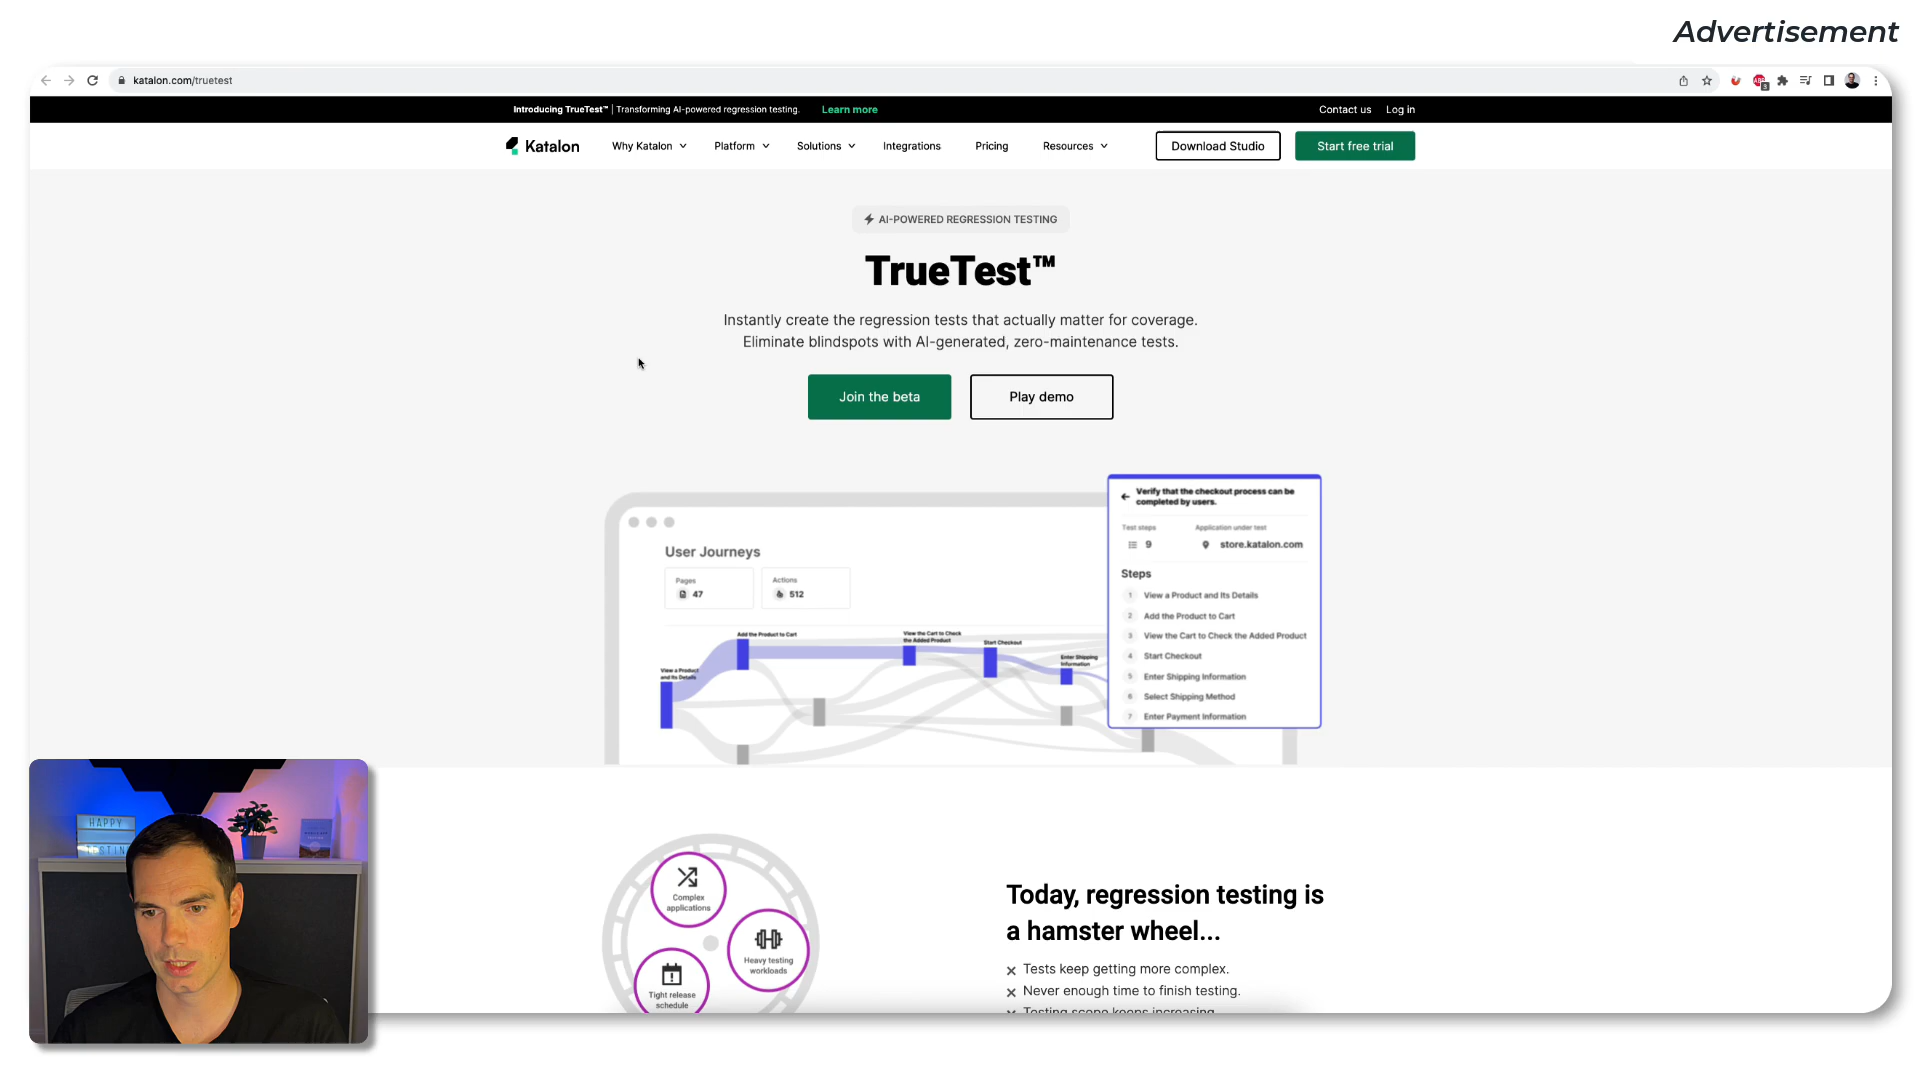 Advertisement
katalon.com/truetest
Introducing TrueTest™ | Transforming AI-powered regression testing. Learn more
Contact us Log in
Katalon
Why Katalon Platform Solutions Integrations Pricing Resources
Download Studio
Start free trial
AI-POWERED REGRESSION TESTING
TrueTest™
Instantly create the regression tests that actually matter for coverage.
Eliminate blindspots with AI-generated, zero-maintenance tests.
Join the beta
Play demo
User Journeys
Pages
47
Actions
512
View a Product
and Its Details
Add the Product to Cart
View the Cart to Check
the Added Product
Start Checkout
Enter Shipping
Information
Verify that the checkout process can be
completed by users.
Test steps
9
Application under test
store.katalon.com
Steps
1 View a Product and Its Details
2 Add the Product to Cart
3 View the Cart to Check the Added Product
4 Start Checkout
5 Enter Shipping Information
6 Select Shipping Method
7 Enter Payment Information
Complex
applications
Heavy testing
workloads
Tight release
schedule
Today, regression testing is
a hamster wheel...
Tests keep getting more complex.
Never enough time to finish testing.
Testing scope keeps increasing.
HAPPY